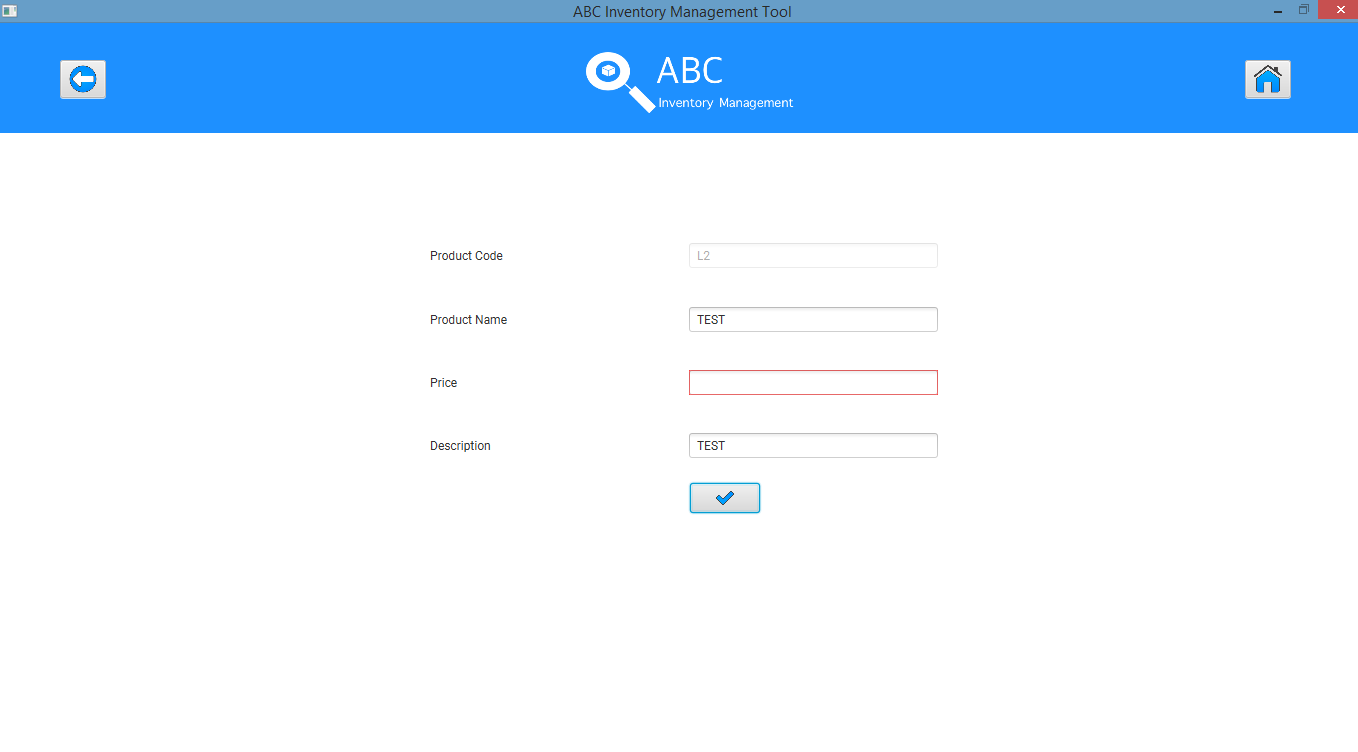 ABC Inventory Management Tool
ABC
Inventory Management
Product Code
L2
Product Name
TEST
Price
Description
TEST